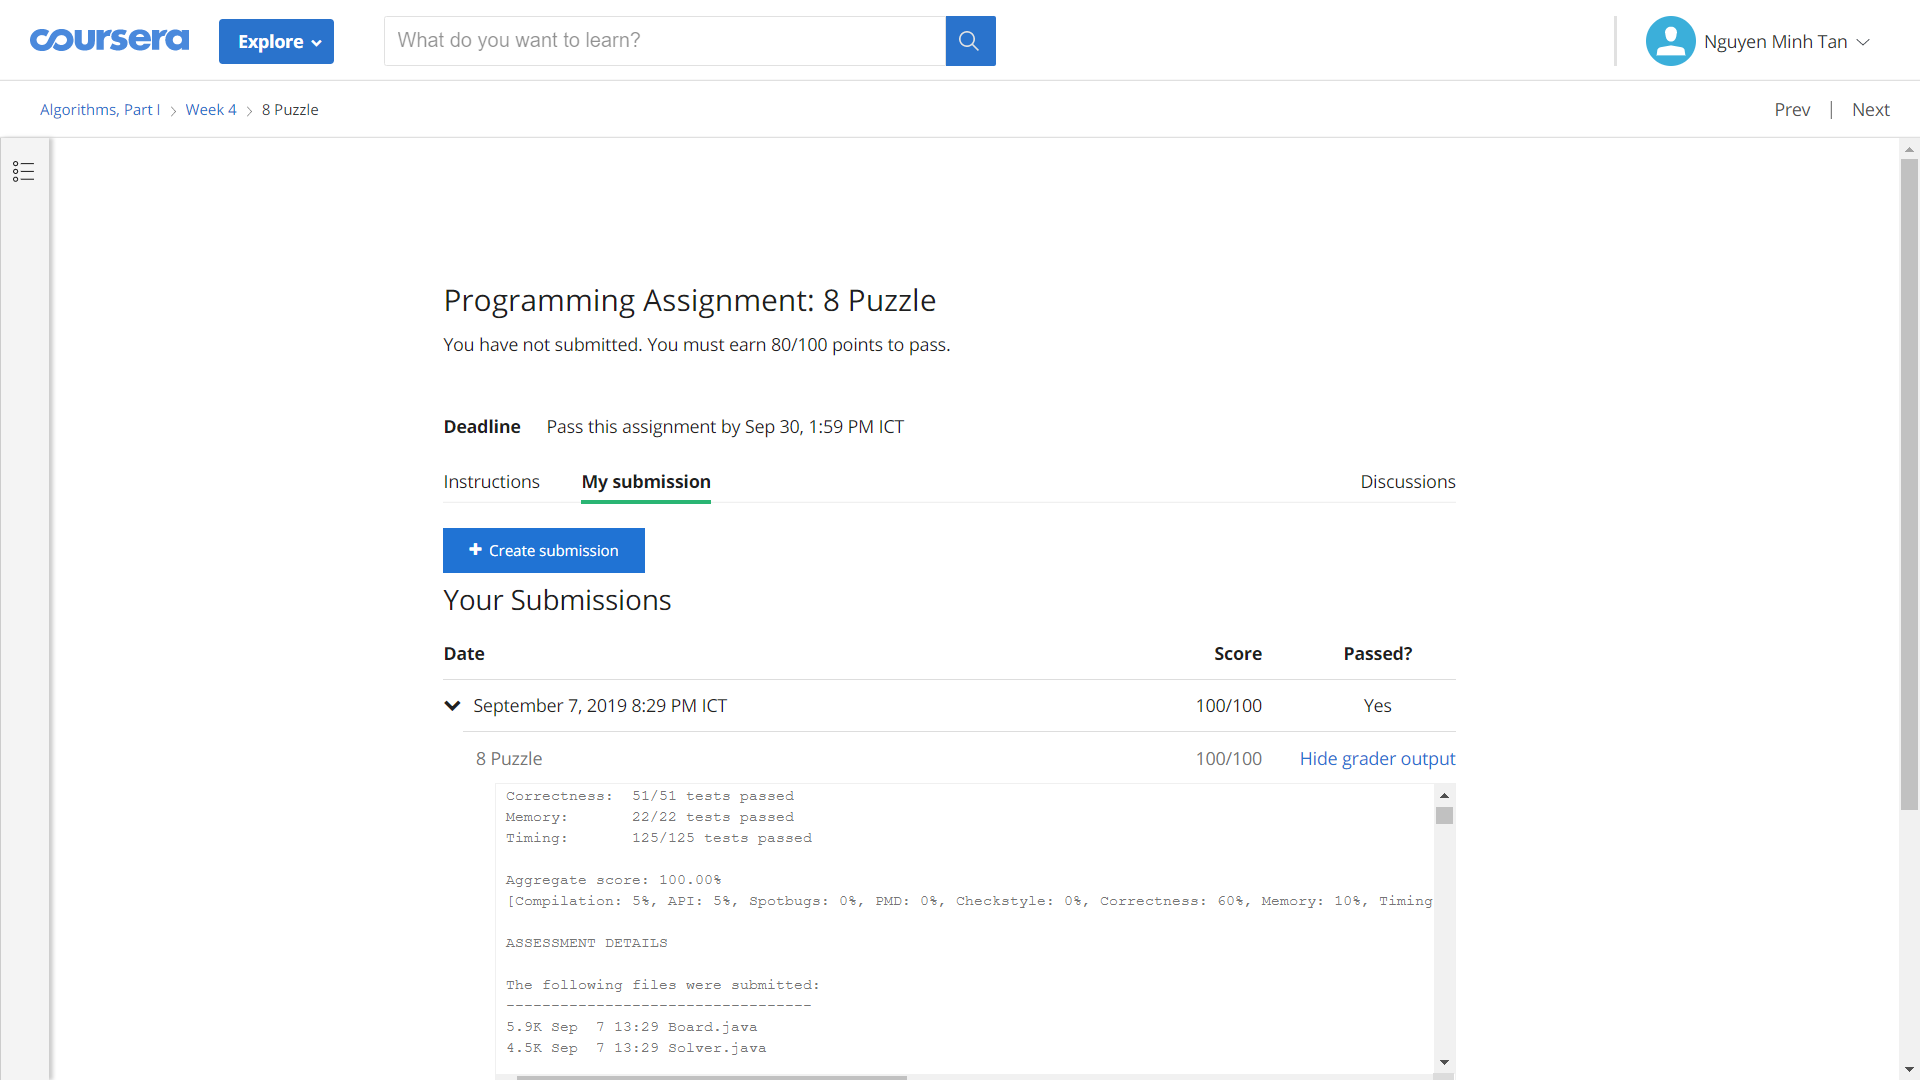 coursera
Explore
What do you want to learn?
Nguyen Minh Tan
Algorithms, Part I > Week 4 > 8 Puzzle
Prev | Next
Programming Assignment: 8 Puzzle
You have not submitted. You must earn 80/100 points to pass.
Deadline Pass this assignment by Sep 30, 1:59 PM ICT
Instructions My submission Discussions
+ Create submission
Your Submissions
Date Score Passed?
September 7, 2019 8:29 PM ICT 100/100 Yes
8 Puzzle 100/100 Hide grader output
Correctness:  51/51 tests passed
Memory:       22/22 tests passed
Timing:       125/125 tests passed
Aggregate score: 100.00%
[Compilation: 5%, API: 5%, Spotbugs: 0%, PMD: 0%, Checkstyle: 0%, Correctness: 60%, Memory: 10%, Timing
ASSESSMENT DETAILS
The following files were submitted:
----------------------------------
5.9K Sep  7 13:29 Board.java
4.5K Sep  7 13:29 Solver.java